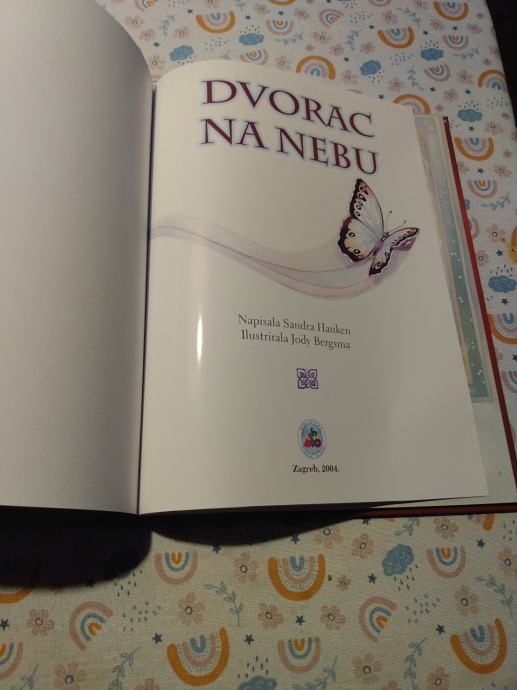 DVORAC
NA NEBU
Napisala Sandra Hanken
Ilustrirala Jody Bergsma
Zagreb, 2004.